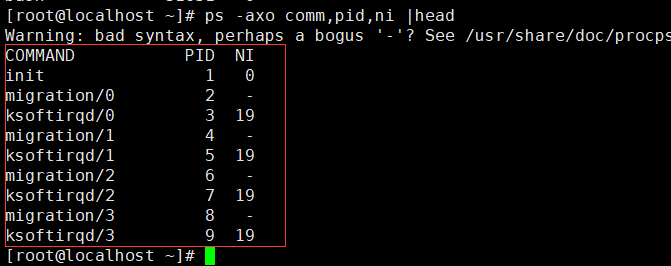 [root@localhost ~]# ps -axo comm,pid,ni |head
Warning: bad syntax, perhaps a bogus '-'? See /usr/share/doc/procps
COMMAND PID NI
init 1 0
migration/0 2 -
ksoftirqd/0 3 19
migration/1 4 -
ksoftirqd/1 5 19
migration/2 6 -
ksoftirqd/2 7 19
migration/3 8 -
ksoftirqd/3 9 19
[root@localhost ~]#